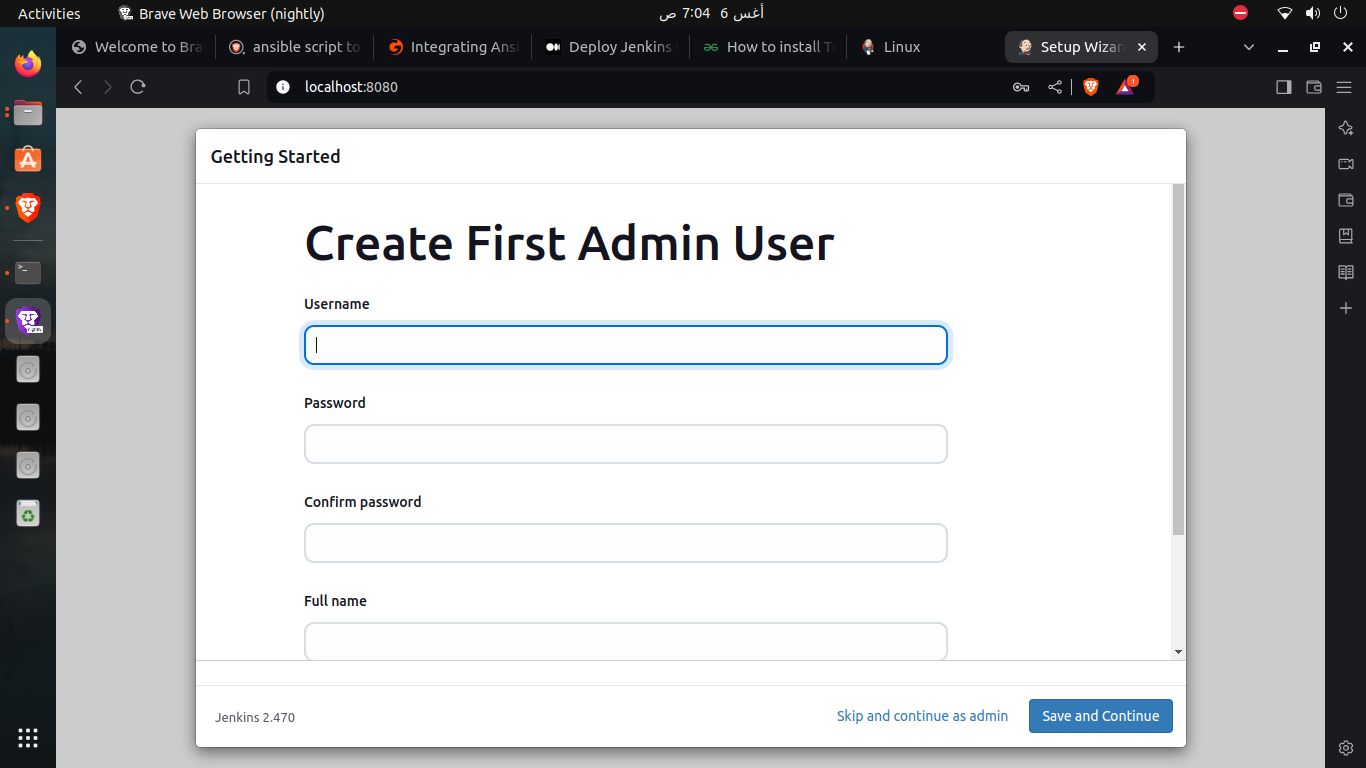 Activities Brave Web Browser (nightly) أغس 6 7:04 ص
Welcome to Bra ansible script to Integrating Ansi Deploy Jenkins How to install Te Linux Setup Wizar
localhost:8080 1
Getting Started
Create First Admin User
Username
Password
Confirm password
Full name
Jenkins 2.470 Skip and continue as admin Save and Continue